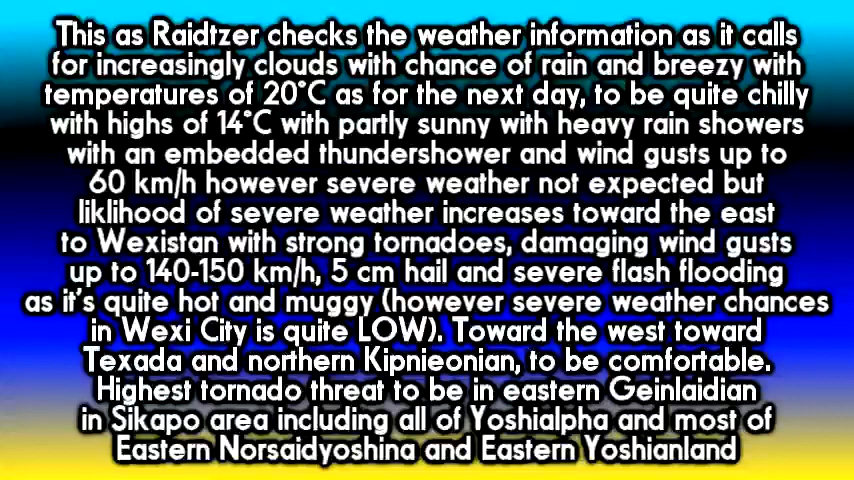 This as Raidtzer checks the weather information as it calls
for increasingly clouds with chance of rain and breezy with
temperatures of 20°C as for the next day, to be quite chilly
with highs of 14°C with partly sunny with heavy rain showers
with an embedded thundershower and wind gusts up to
60 km/h however severe weather not expected but
liklihood of severe weather increases toward the east
to Wexistan with strong tornadoes, damaging wind gusts
up to 140-150 km/h, 5 cm hail and severe flash flooding
as it's quite hot and muggy (however severe weather chances
in Wexi City is quite LOW). Toward the west toward
Texada and northern Kipnieonian, to be comfortable.
Highest tornado threat to be in eastern Geinlaidian
in Sikapo area including all of Yoshialpha and most of
Eastern Norsaidyoshina and Eastern Yoshianland